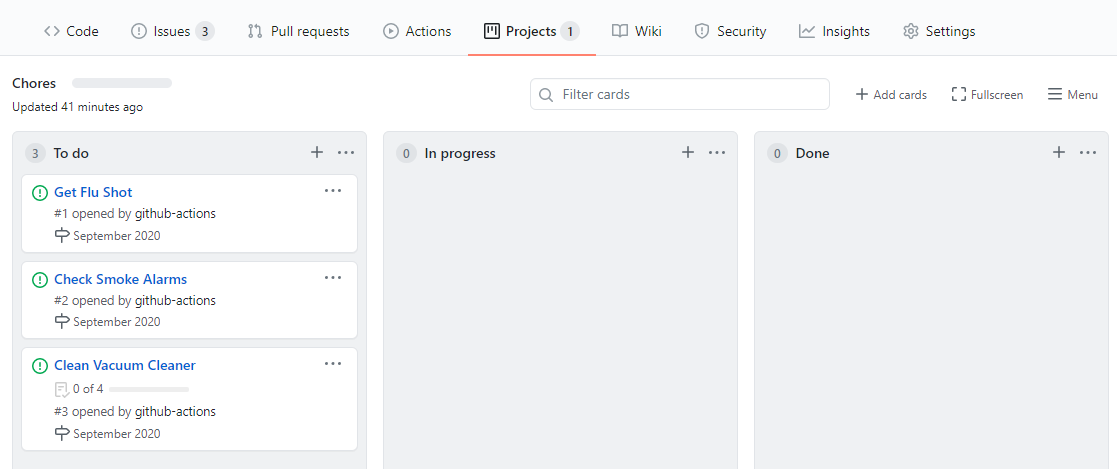 Code Issues 3 Pull requests Actions Projects 1 Wiki Security Insights Settings
Chores
Updated 41 minutes ago
Filter cards
Add cards Fullscreen Menu
3 To do
Get Flu Shot
#1 opened by github-actions
September 2020
Check Smoke Alarms
#2 opened by github-actions
September 2020
Clean Vacuum Cleaner
0 of 4
#3 opened by github-actions
September 2020
0 In progress
0 Done